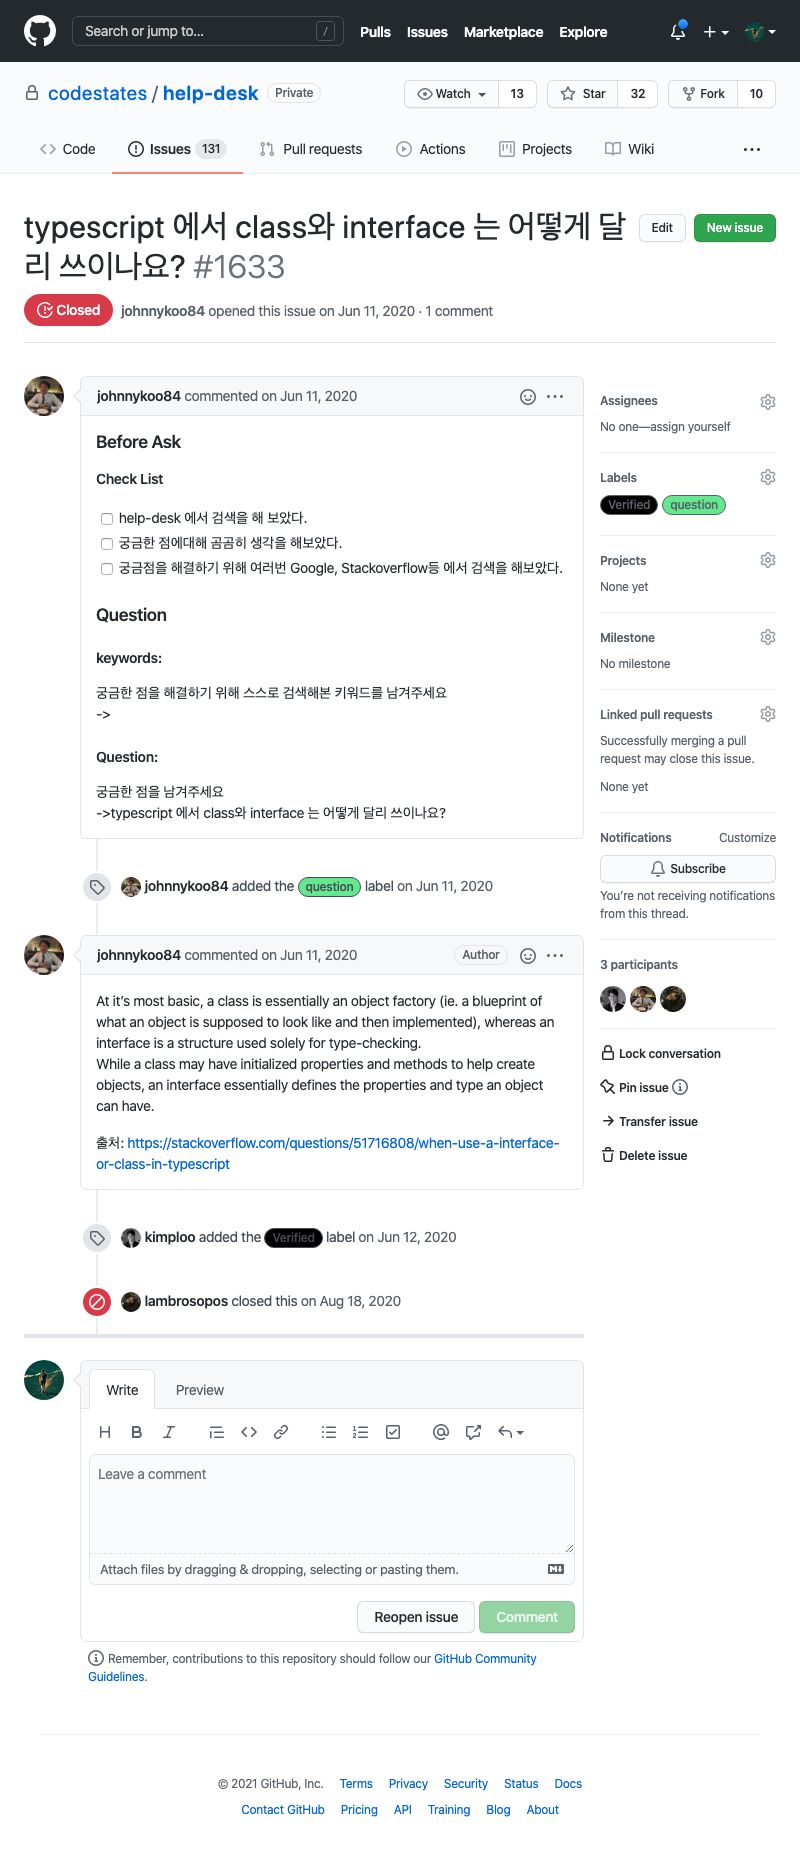 Search or jump to... /
Pulls Issues Marketplace Explore
codestates / help-desk Private
Watch 13 Star 32 Fork 10
Code Issues 131 Pull requests Actions Projects Wiki ...
typescript 에서 class와 interface 는 어떻게 달
리 쓰이나요? #1633
Edit New issue
Closed johnnykoo84 opened this issue on Jun 11, 2020 · 1 comment
johnnykoo84 commented on Jun 11, 2020 ...
Before Ask
Check List
help-desk 에서 검색을 해 보았다.
궁금한 점에대해 곰곰히 생각을 해보았다.
궁금점을 해결하기 위해 여러번 Google, Stackoverflow등 에서 검색을 해보았다.
Question
keywords:
궁금한 점을 해결하기 위해 스스로 검색해본 키워드를 남겨주세요
->
Question:
궁금한 점을 남겨주세요
->typescript 에서 class와 interface 는 어떻게 달리 쓰이나요?
johnnykoo84 added the question label on Jun 11, 2020
johnnykoo84 commented on Jun 11, 2020 Author ...
At it's most basic, a class is essentially an object factory (ie. a blueprint of
what an object is supposed to look like and then implemented), whereas an
interface is a structure used solely for type-checking.
While a class may have initialized properties and methods to help create
objects, an interface essentially defines the properties and type an object
can have.
출처: https://stackoverflow.com/questions/51716808/when-use-a-interface-
or-class-in-typescript
kimploo added the Verified label on Jun 12, 2020
lambrosopos closed this on Aug 18, 2020
Write Preview
H B I @
Leave a comment
Attach files by dragging & dropping, selecting or pasting them.
Reopen issue Comment
Remember, contributions to this repository should follow our GitHub Community
Guidelines.
Assignees
No one—assign yourself
Labels
Verified question
Projects
None yet
Milestone
No milestone
Linked pull requests
Successfully merging a pull
request may close this issue.
None yet
Notifications Customize
Subscribe
You're not receiving notifications
from this thread.
3 participants
Lock conversation
Pin issue
Transfer issue
Delete issue
© 2021 GitHub, Inc. Terms Privacy Security Status Docs
Contact GitHub Pricing API Training Blog About